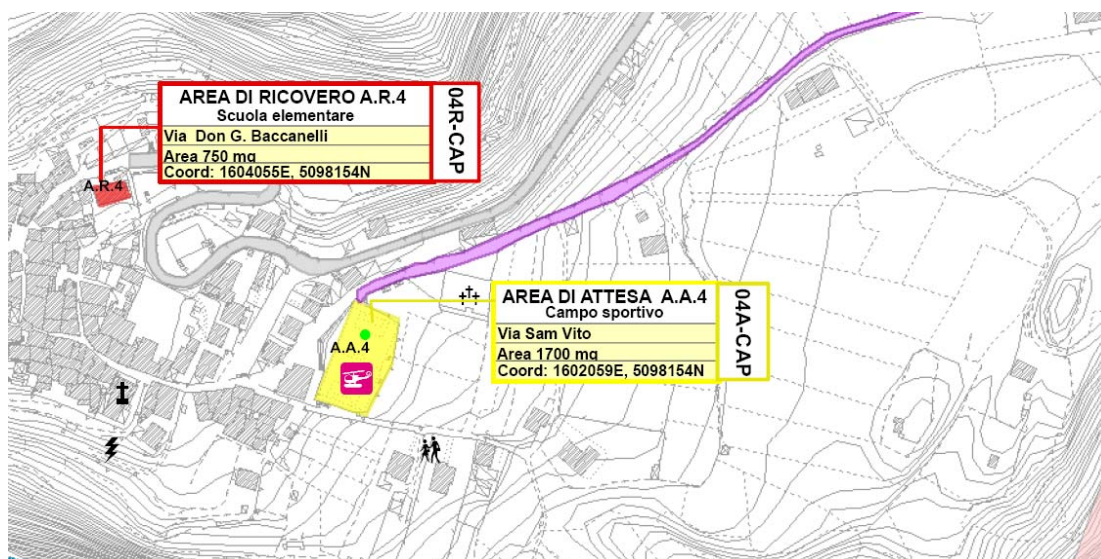 AREA DI RICOVERO A.R.4
Scuola elementare
Via Don G. Baccanelli
Area 750 mq
Coord: 1604055E, 5098154N
04R-CAP
A.R.4
AREA DI ATTESA A.A.4
Campo sportivo
Via Sam Vito
Area 1700 mq
Coord: 1602059E, 5098154N
04A-CAP
A.A.4